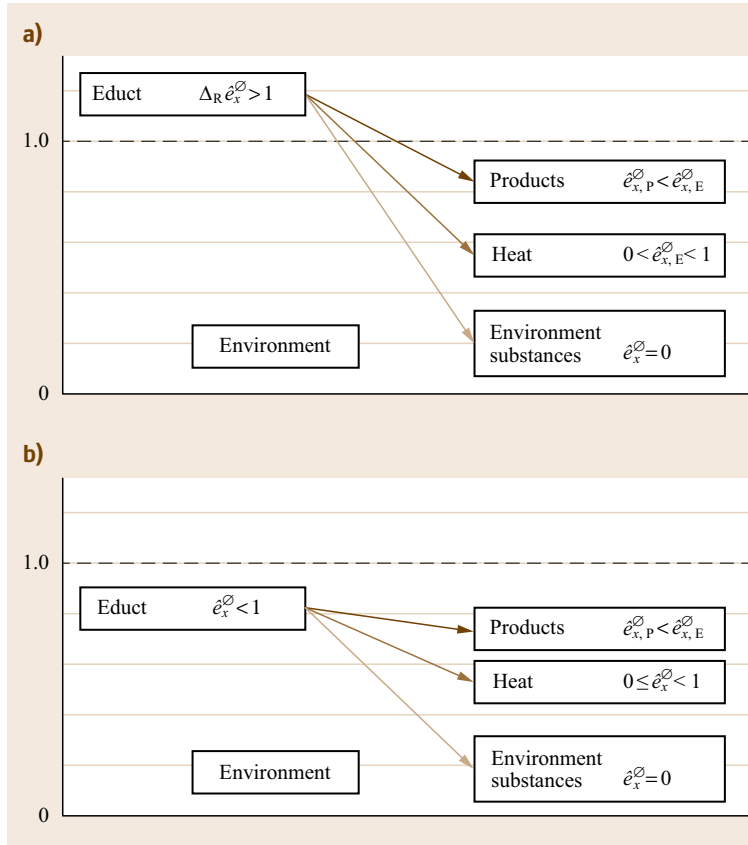 a)
Educt Δ_R ê_x^∅ > 1
1.0
Products ê_{x, P}^∅ < ê_{x, E}^∅
Heat 0 < ê_{x, E}^∅ < 1
Environment
Environment
substances ê_x^∅ = 0
0
b)
1.0
Educt ê_x^∅ < 1
Products ê_{x, P}^∅ < ê_{x, E}^∅
Heat 0 ≤ ê_x^∅ < 1
Environment
Environment
substances ê_x^∅ = 0
0